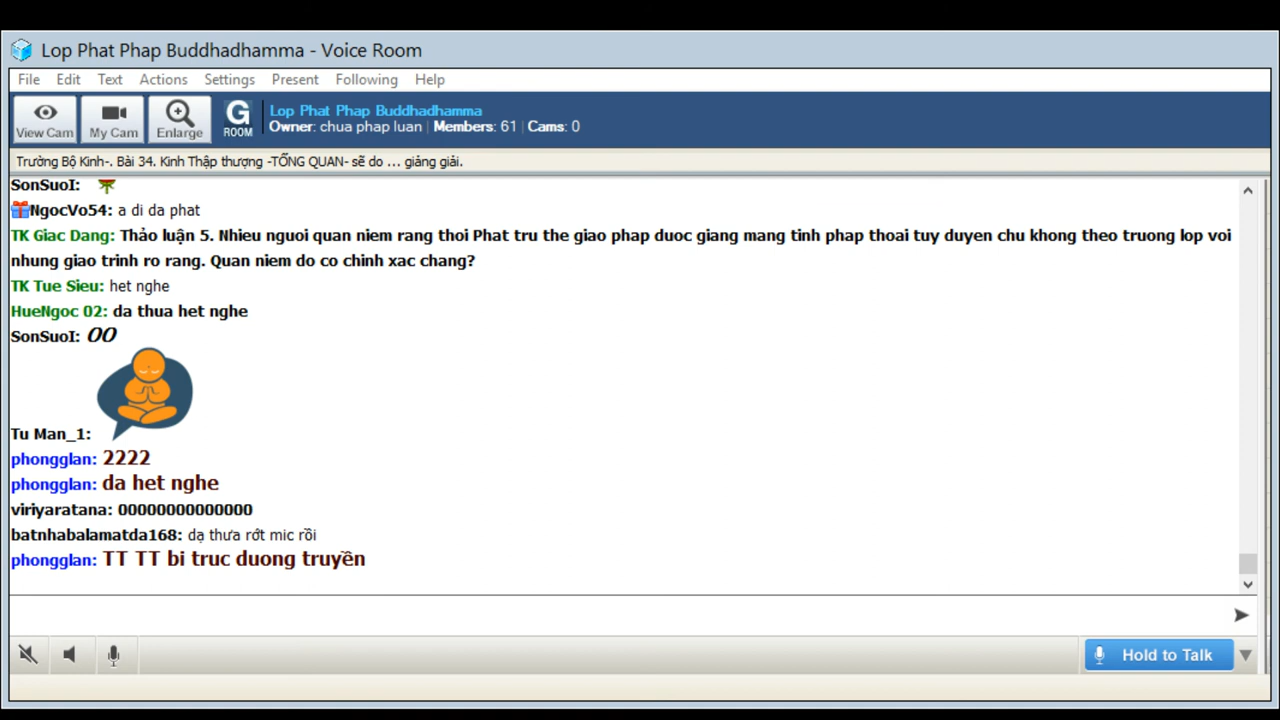 Lop Phat Phap Buddhadhamma - Voice Room
File Edit Text Actions Settings Present Following Help
View Cam My Cam Enlarge G ROOM
Lop Phat Phap Buddhadhamma
Owner: chua phap luan | Members: 61 | Cams: 0
Trường Bộ Kinh-. Bài 34. Kinh Thập thượng -TỔNG QUAN- sẽ do ... giảng giải.
SonSuoI:
NgocVo54: a di da phat
TK Giac Dang: Thảo luận 5. Nhieu nguoi quan niem rang thoi Phat tru the giao phap duoc giang mang tinh phap thoai tuy duyen chu khong theo truong lop voi
nhung giao trinh ro rang. Quan niem do co chinh xac chang?
TK Tue Sieu: het nghe
HueNgoc 02: da thua het nghe
SonSuoI: 00
Tu Man_1:
phongglan: 2222
phongglan: da het nghe
viriyaratana: 00000000000000
batnhabalamatda168: dạ thưa rớt mic rồi
phongglan: TT TT bi truc duong truyền
Hold to Talk